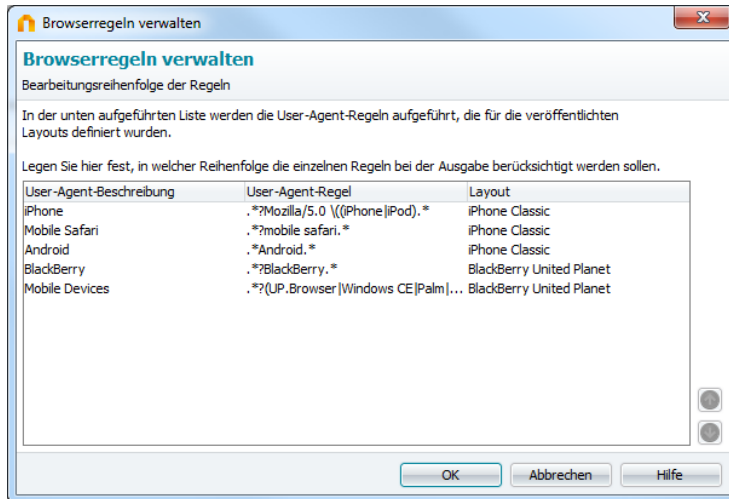 Browserregeln verwalten
Browserregeln verwalten
Bearbeitungsreihenfolge der Regeln
In der unten aufgeführten Liste werden die User-Agent-Regeln aufgeführt, die für die veröffentlichten
Layouts definiert wurden.
Legen Sie hier fest, in welcher Reihenfolge die einzelnen Regeln bei der Ausgabe berücksichtigt werden sollen.
User-Agent-Beschreibung User-Agent-Regel Layout
iPhone .*?Mozilla/5.0 \((iPhone|iPod).* iPhone Classic
Mobile Safari .*?mobile safari.* iPhone Classic
Android .*Android.* iPhone Classic
BlackBerry .*?BlackBerry.* BlackBerry United Planet
Mobile Devices .*?(UP.Browser|Windows CE|Palm|... BlackBerry United Planet
OK Abbrechen Hilfe